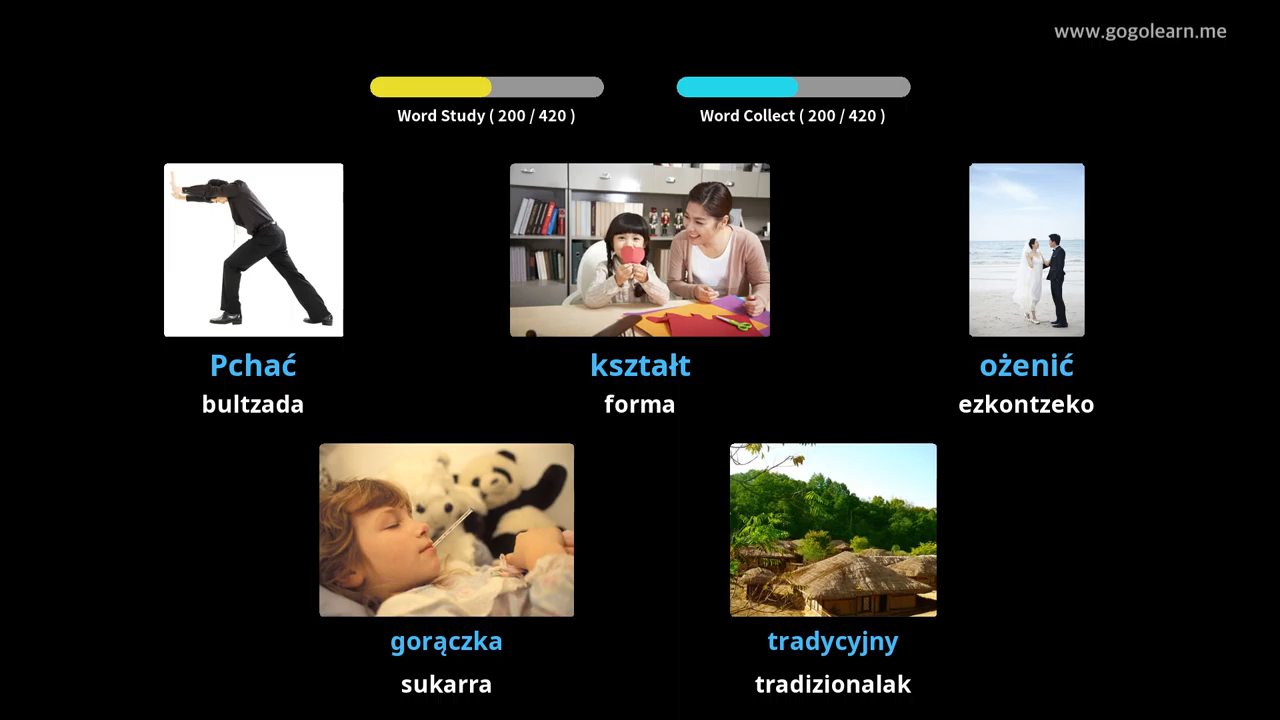 www.gogolearn.me
Word Study ( 200 / 420 )
Word Collect ( 200 / 420 )
Pchać
kształt
ożenić
bultzada
forma
ezkontzeko
gorączka
tradycyjny
sukarra
tradizionalak